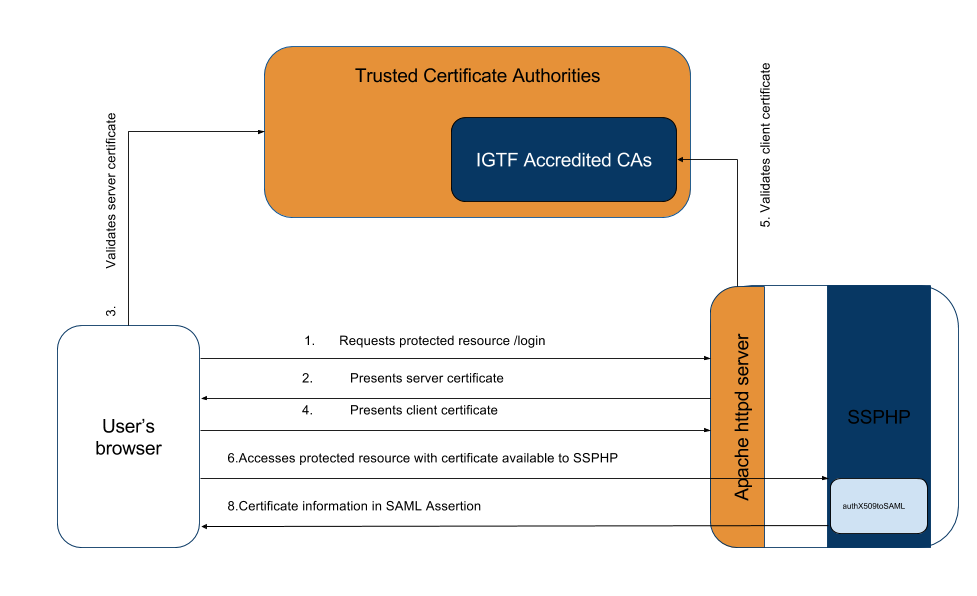 Trusted Certificate Authorities
IGTF Accredited CAs
3. Validates server certificate
5. Validates client certificate
1. Requests protected resource /login
2. Presents server certificate
4. Presents client certificate
6.Accesses protected resource with certificate available to SSPHP
8.Certificate information in SAML Assertion
User's
browser
Apache httpd server
SSPHP
authX509toSAML